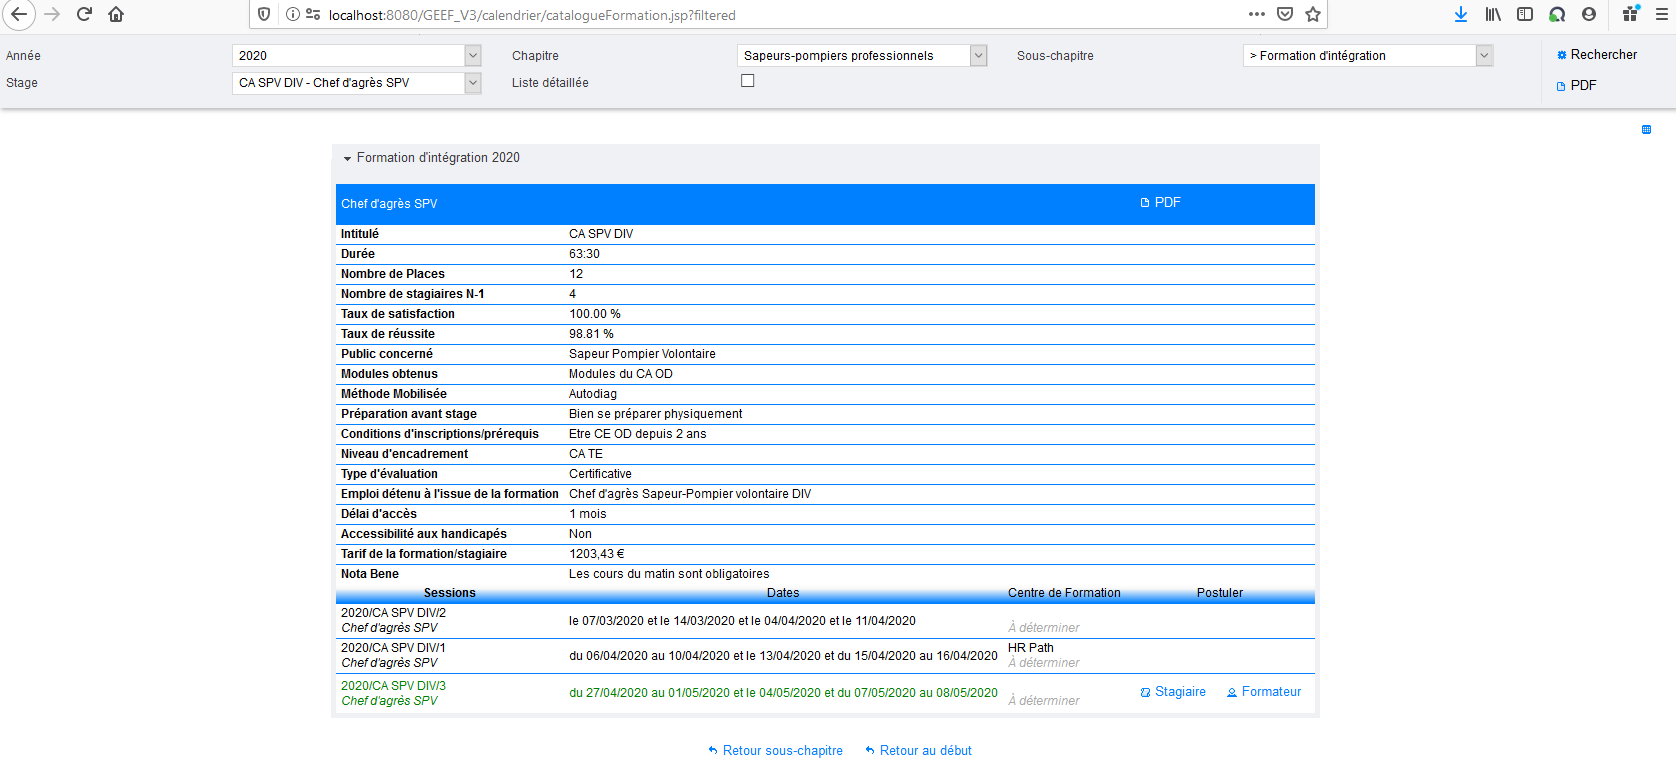 localhost:8080/GEEF_V3/calendrier/catalogueFormation.jsp?filtered
Année 2020 Chapitre Sapeurs-pompiers professionnels Sous-chapitre > Formation d'intégration Rechercher
Stage CA SPV DIV - Chef d'agrès SPV Liste détaillée PDF
Formation d'intégration 2020
Chef d'agrès SPV PDF
Intitulé CA SPV DIV
Durée 63:30
Nombre de Places 12
Nombre de stagiaires N-1 4
Taux de satisfaction 100.00 %
Taux de réussite 98.81 %
Public concerné Sapeur Pompier Volontaire
Modules obtenus Modules du CA OD
Méthode Mobilisée Autodiag
Préparation avant stage Bien se préparer physiquement
Conditions d'inscriptions/prérequis Etre CE OD depuis 2 ans
Niveau d'encadrement CA TE
Type d'évaluation Certificative
Emploi détenu à l'issue de la formation Chef d'agrès Sapeur-Pompier volontaire DIV
Délai d'accès 1 mois
Accessibilité aux handicapés Non
Tarif de la formation/stagiaire 1203,43 €
Nota Bene Les cours du matin sont obligatoires
Sessions Dates Centre de Formation Postuler
2020/CA SPV DIV/2
Chef d'agrès SPV le 07/03/2020 et le 14/03/2020 et le 04/04/2020 et le 11/04/2020 À déterminer
2020/CA SPV DIV/1 HR Path
Chef d'agrès SPV du 06/04/2020 au 10/04/2020 et le 13/04/2020 et du 15/04/2020 au 16/04/2020 À déterminer
2020/CA SPV DIV/3
Chef d'agrès SPV du 27/04/2020 au 01/05/2020 et le 04/05/2020 et du 07/05/2020 au 08/05/2020 À déterminer Stagiaire Formateur
Retour sous-chapitre Retour au début